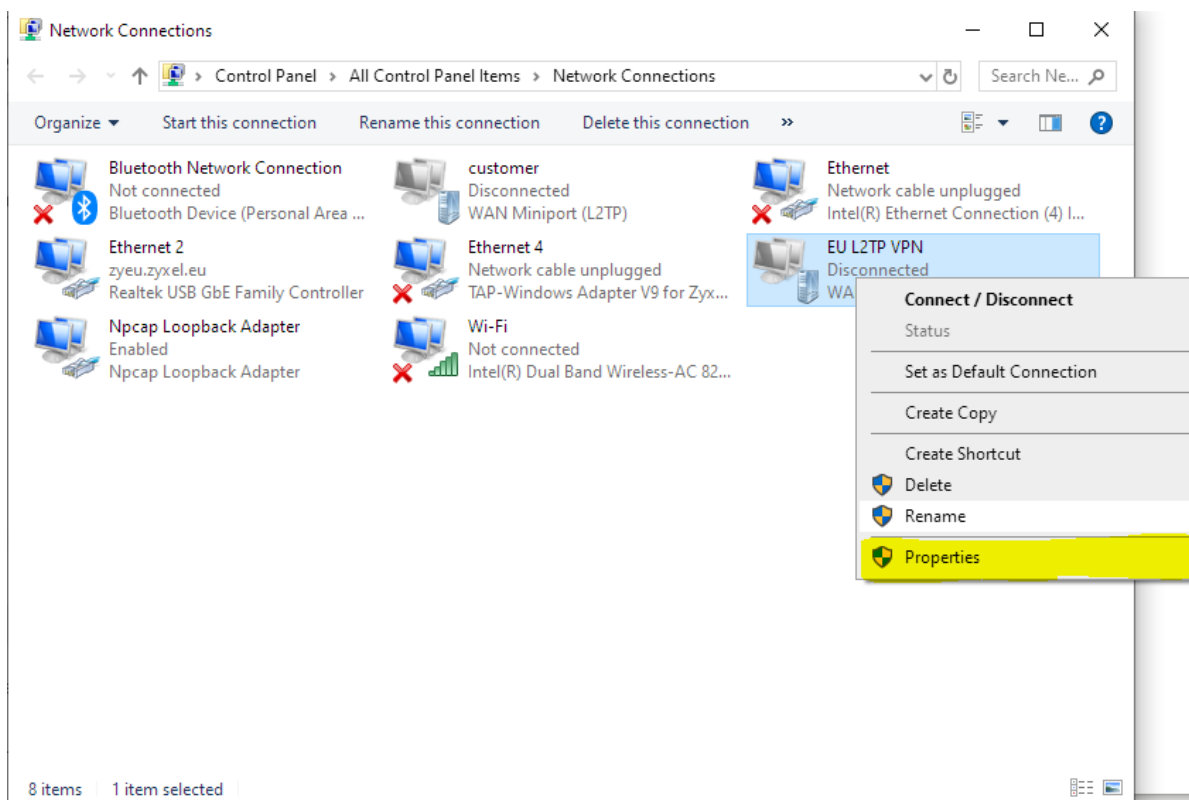 Network Connections
Control Panel > All Control Panel Items > Network Connections
Search Ne...
Organize
Start this connection
Rename this connection
Delete this connection
»
Bluetooth Network Connection
Not connected
Bluetooth Device (Personal Area ...
customer
Disconnected
WAN Miniport (L2TP)
Ethernet
Network cable unplugged
Intel(R) Ethernet Connection (4) I...
Ethernet 2
zyeu.zyxel.eu
Realtek USB GbE Family Controller
Ethernet 4
Network cable unplugged
TAP-Windows Adapter V9 for Zyx...
EU L2TP VPN
Disconnected
WA
Npcap Loopback Adapter
Enabled
Npcap Loopback Adapter
Wi-Fi
Not connected
Intel(R) Dual Band Wireless-AC 82...
Connect / Disconnect
Status
Set as Default Connection
Create Copy
Create Shortcut
Delete
Rename
Properties
8 items
1 item selected